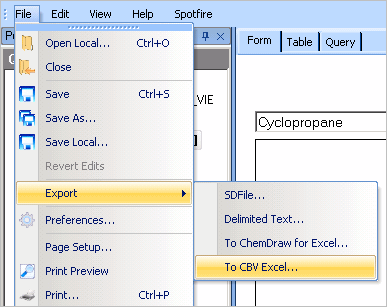 File Edit View Help Spotfire
Open Local... Ctrl+O
Close
Save Ctrl+S
Save As...
Save Local...
Revert Edits
Export
Preferences...
Page Setup...
Print Preview
Print... Ctrl+P
_VIE
Form Table Query
Cyclopropane
SDFile...
Delimited Text...
To ChemDraw for Excel...
To CBV Excel...